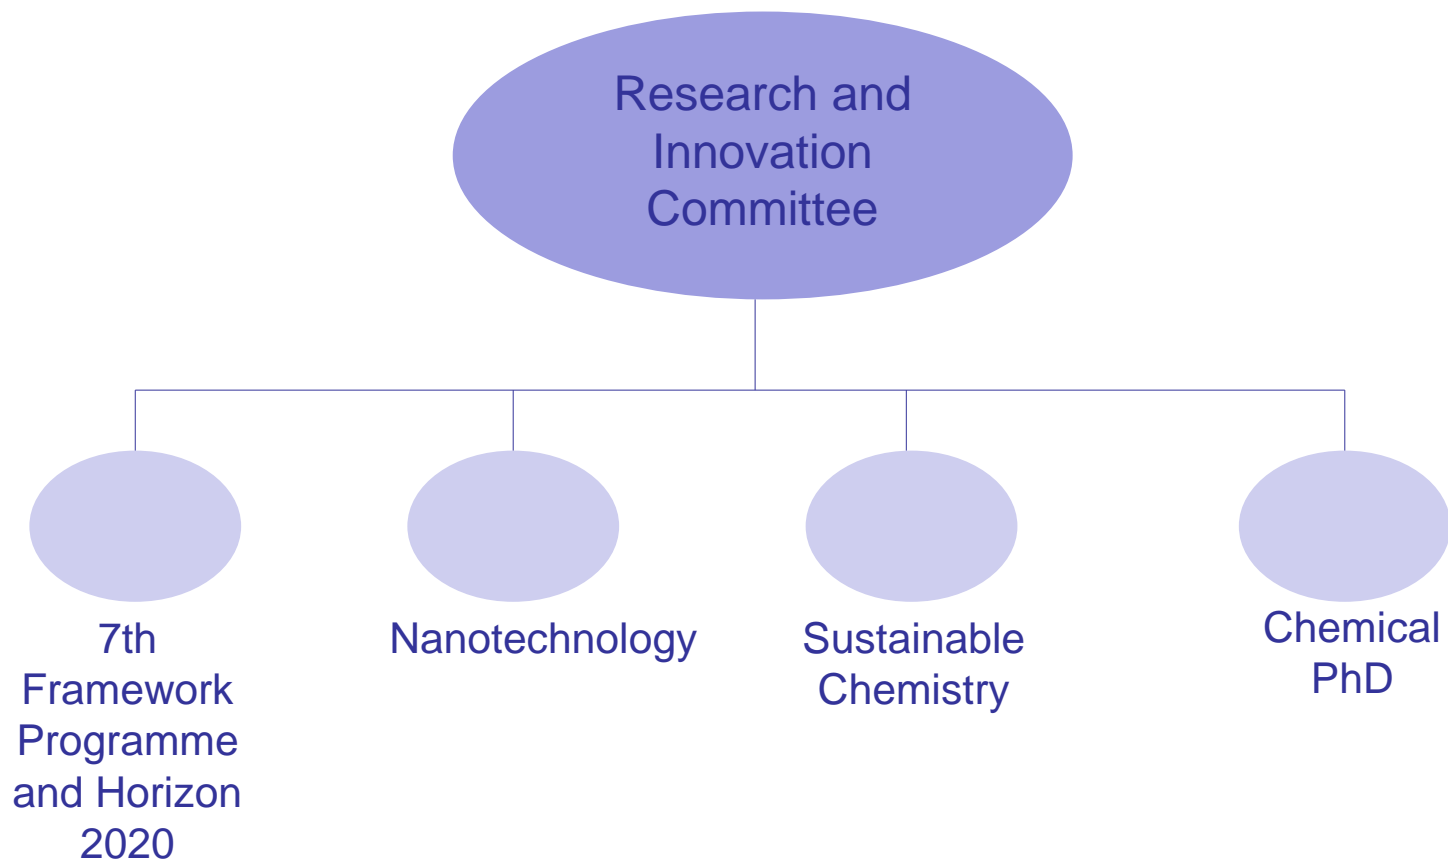 Research and
Innovation
Committee
7th
Framework
Programme
and Horizon
2020
Nanotechnology
Sustainable
Chemistry
Chemical
PhD